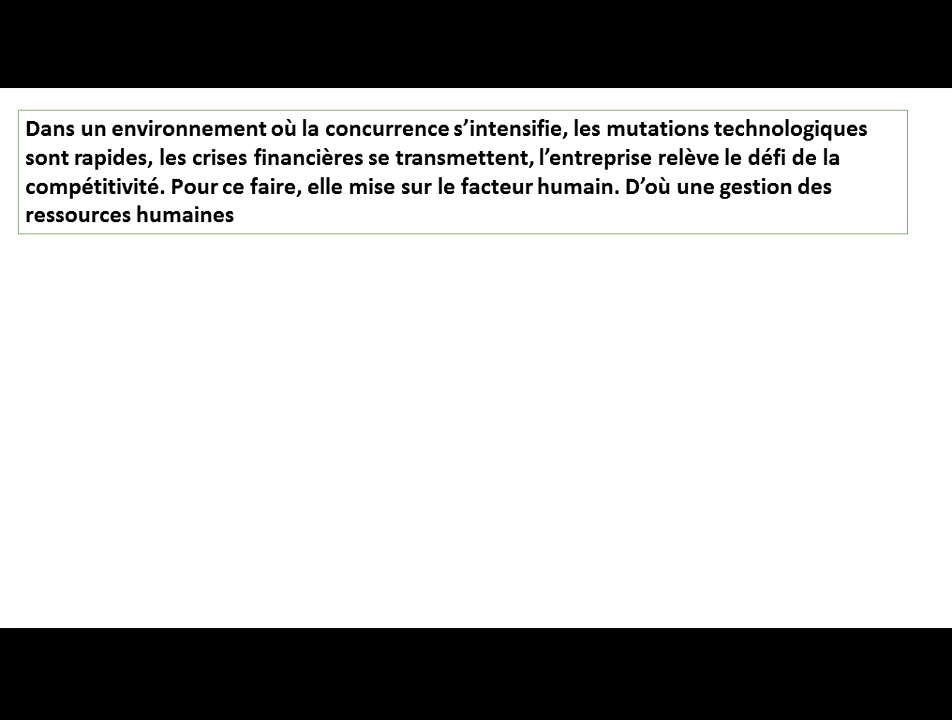 Dans un environnement où la concurrence s’intensifie, les mutations technologiques
sont rapides, les crises financières se transmettent, l’entreprise relève le défi de la
compétitivité. Pour ce faire, elle mise sur le facteur humain. D’où une gestion des
ressources humaines